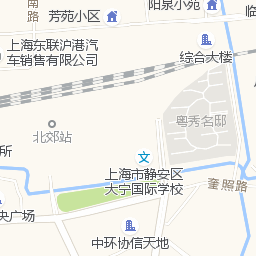 南路
芳苑小区
阳泉小苑
临
上海东联沪港汽
车销售有限公司
综合大楼
粤秀名邸
北郊站
所
上海市静安区
大宁国际学校
奎照路
央广场
中环协信天地